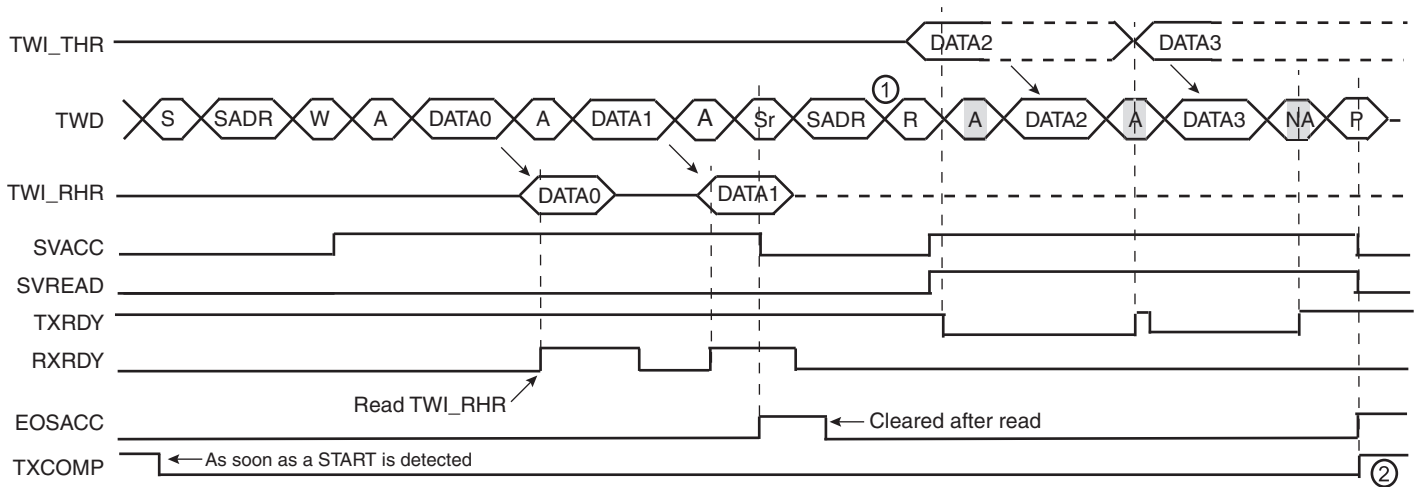 TWI_THR DATA2 DATA3
TWD S SADR W A DATA0 A DATA1 A Sr SADR 1 R A DATA2 A DATA3 NA P
TWI_RHR DATA0 DATA1
SVACC
SVREAD
TXRDY
RXRDY
Read TWI_RHR
EOSACC Cleared after read
TXCOMP As soon as a START is detected 2